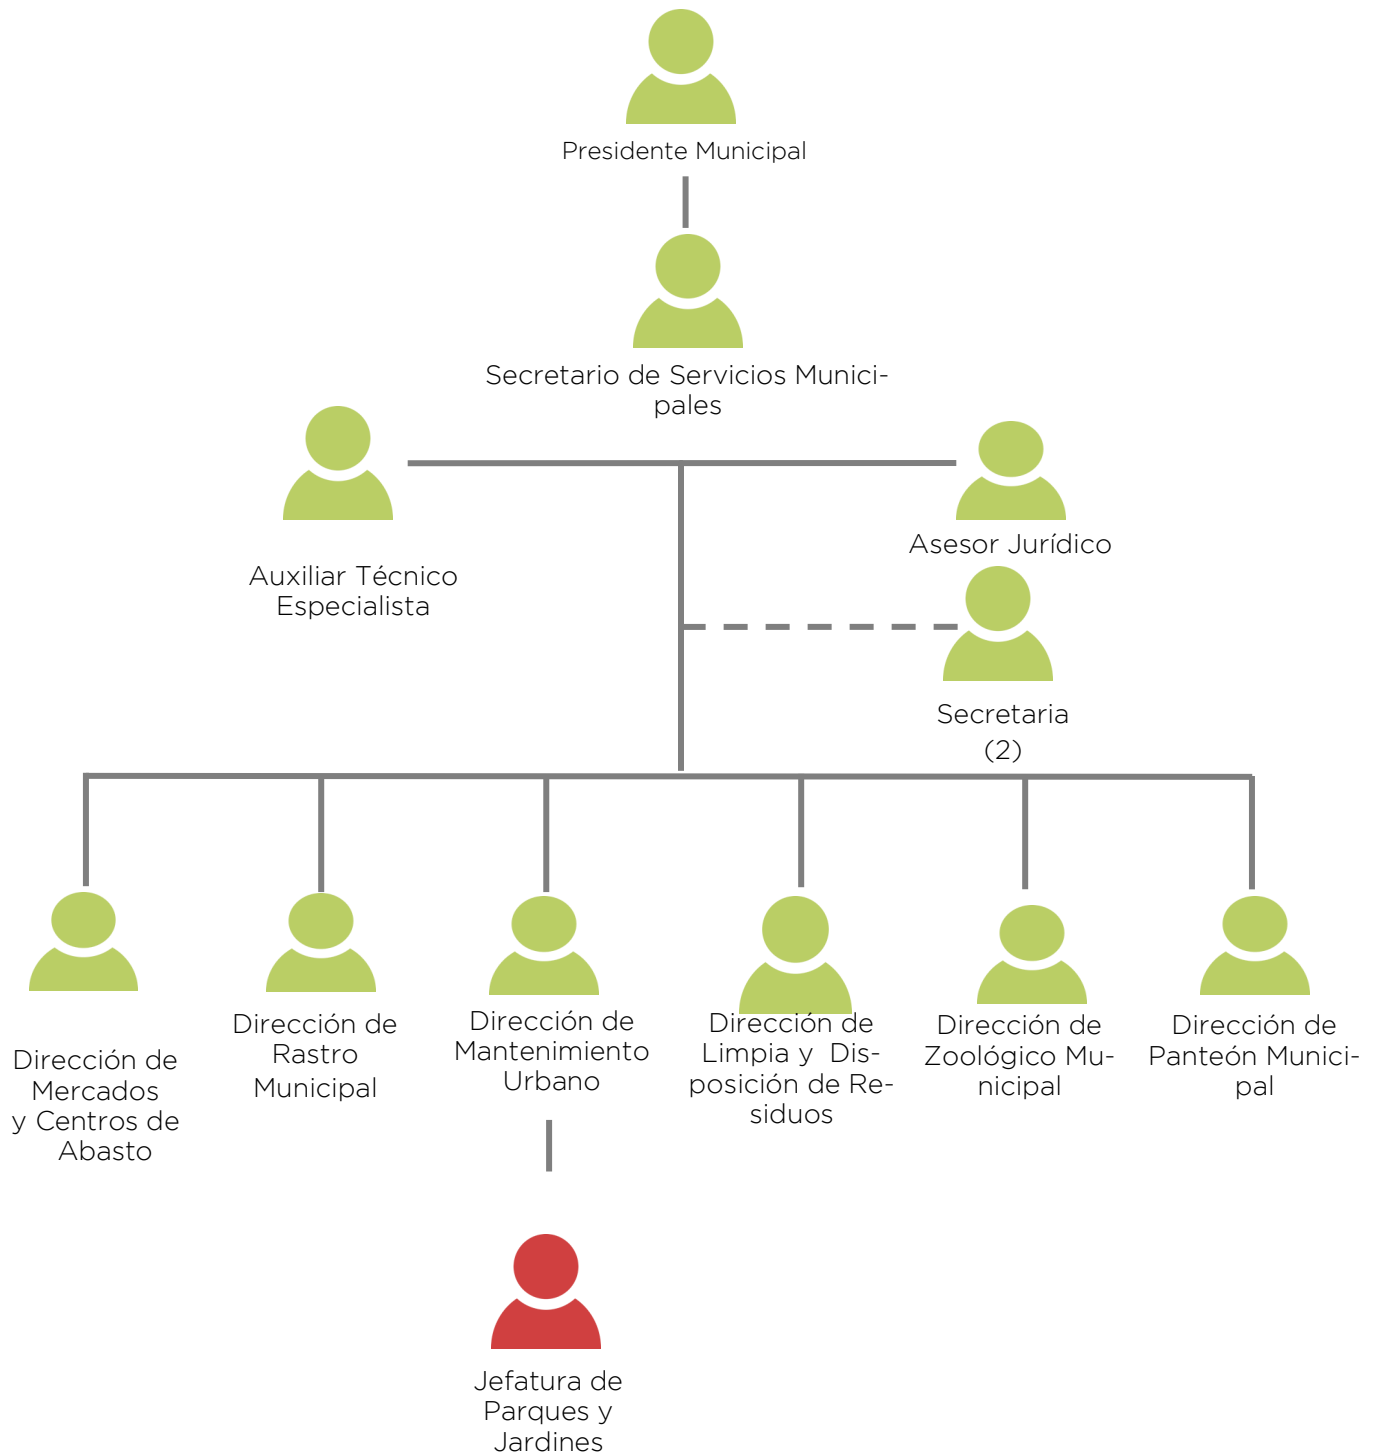 Presidente Municipal
Secretario de Servicios Munici-
pales
Auxiliar Técnico
Especialista
Asesor Jurídico
Secretaria
(2)
Dirección de
Mercados
y Centros de
Abasto
Dirección de
Rastro
Municipal
Dirección de
Mantenimiento
Urbano
Dirección de
Limpia y Dis-
posición de Re-
siduos
Dirección de
Zoológico Mu-
nicipal
Dirección de
Panteón Munici-
pal
Jefatura de
Parques y
Jardines